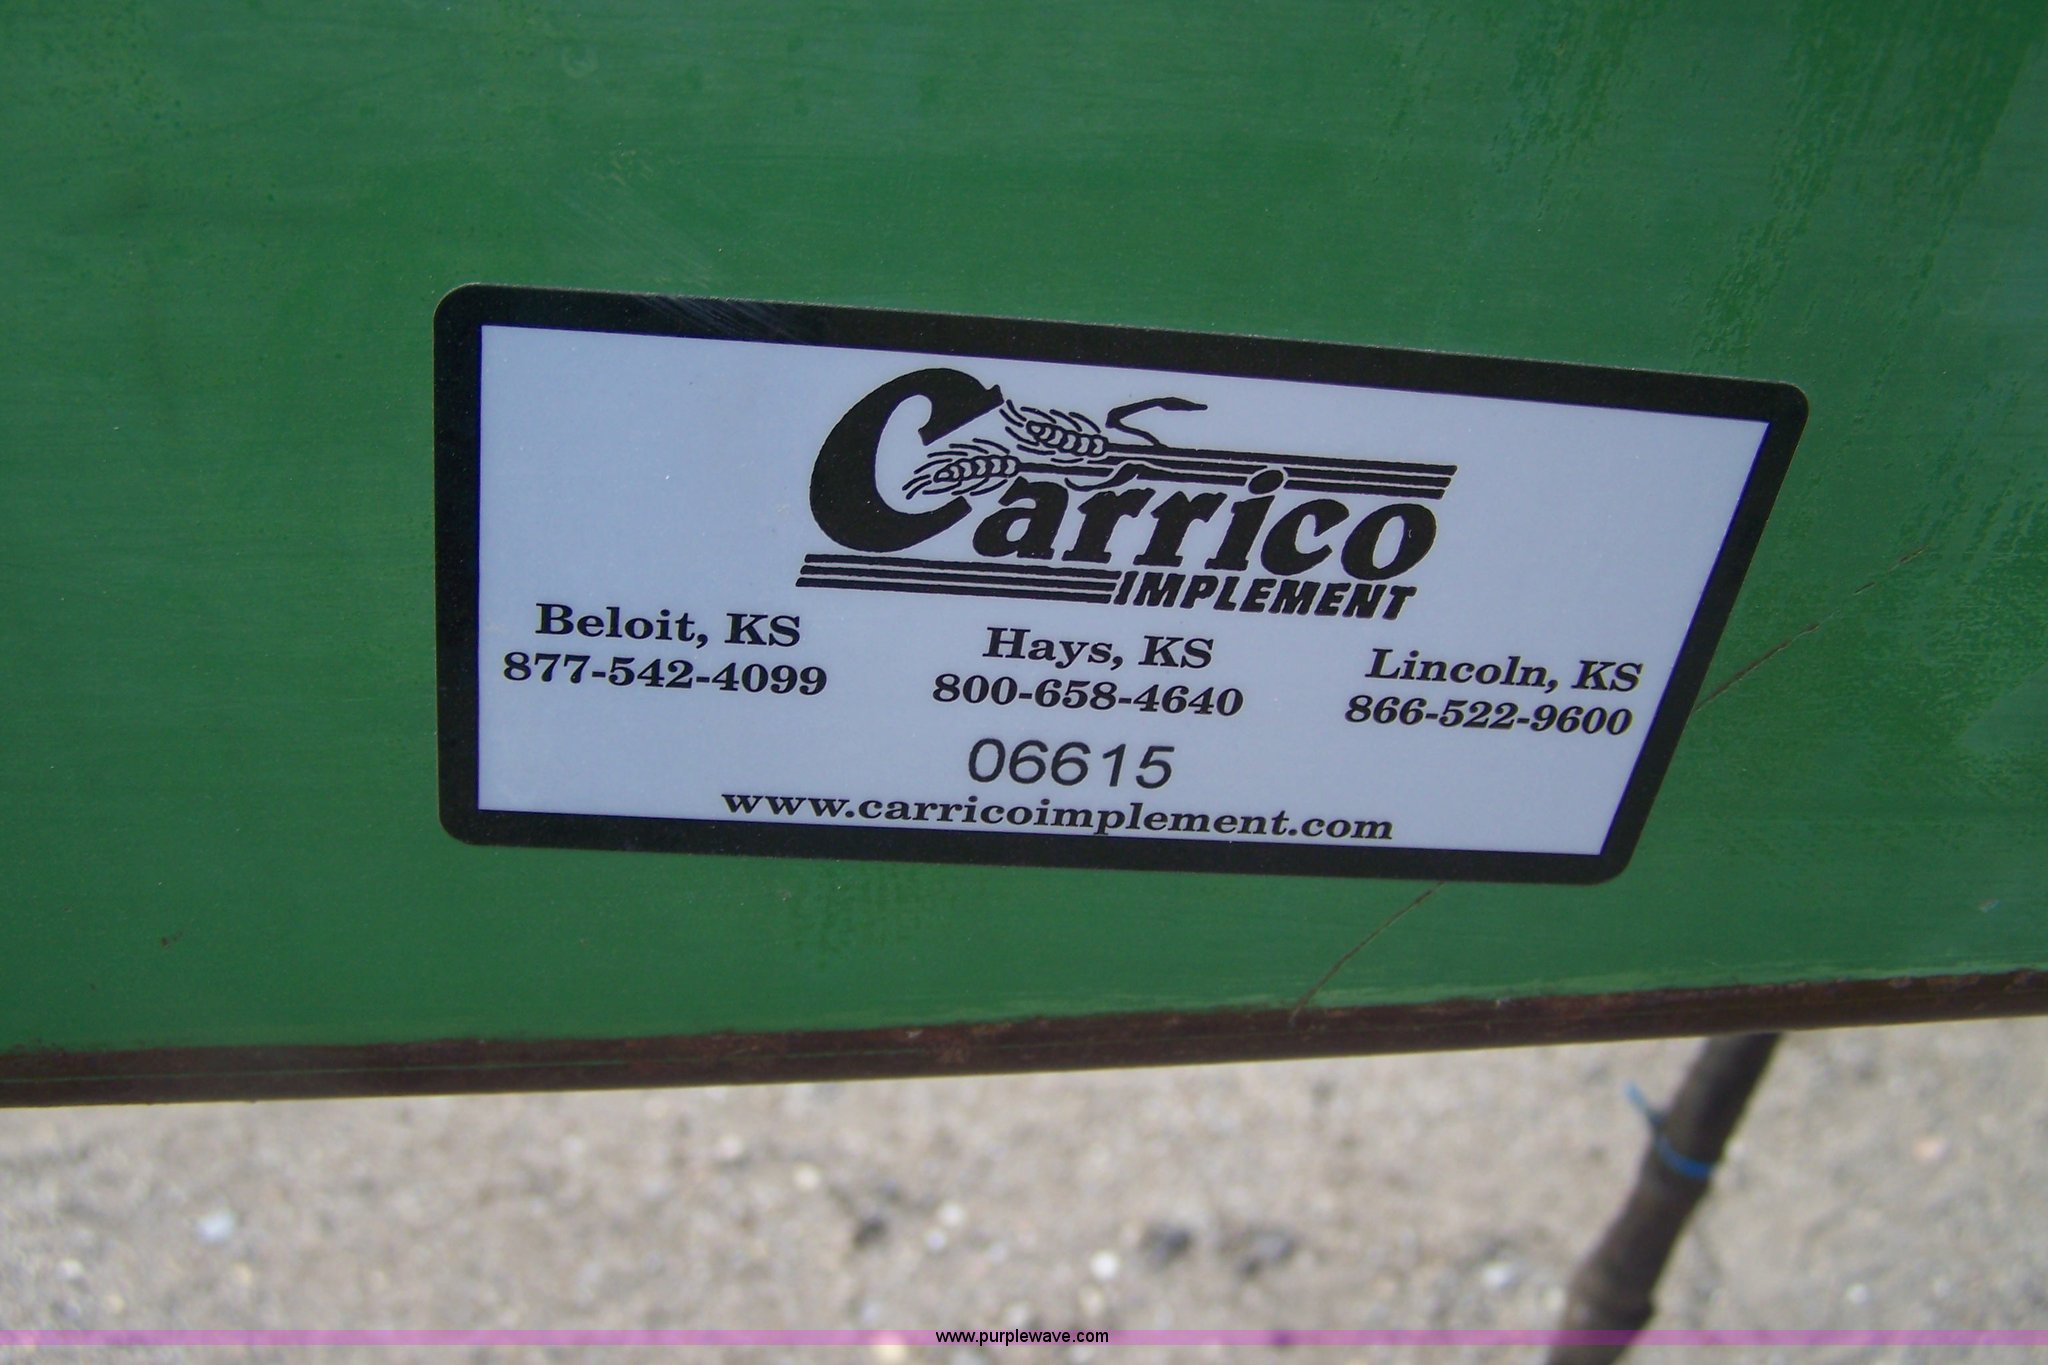 Carrico
IMPLEMENT
Beloit, KS
877-542-4099
Hays, KS
800-658-4640
Lincoln, KS
866-522-9600
06615
www.carricoimplement.com
www.purplewave.com